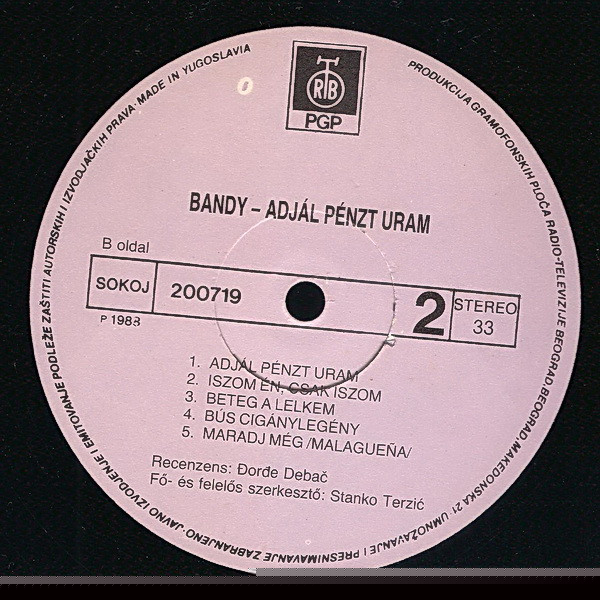 PRODUKCIJA GRAMOFONSKIH PLOČA RADIO-TELEVIZIJE BEOGRAD, BEOGRAD, MAKEDONSKA 21· UMNOŽAVANJE I PRESNIMAVANJE ZABRANJENO· JAVNO IZVODJENJE I EMITOVANJE PODLEŽE ZAŠTITI AUTORSKIH I IZVODJAČKIH PRAVA· MADE IN YUGOSLAVIA
RTB
PGP
BANDY – ADJÁL PÉNZT URAM
B oldal
SOKOJ 200719 2 STEREO
33
P 1988
1. ADJÁL PÉNZT URAM
2. ISZOM ÉN, CSAK ISZOM
3. BETEG A LELKEM
4. BÚS CIGÁNYLEGÉNY
5. MARADJ MÉG /MALAGUEÑA/
Recenzens: Đorđe Debač
Fő- és felelős szerkesztő: Stanko Terzić